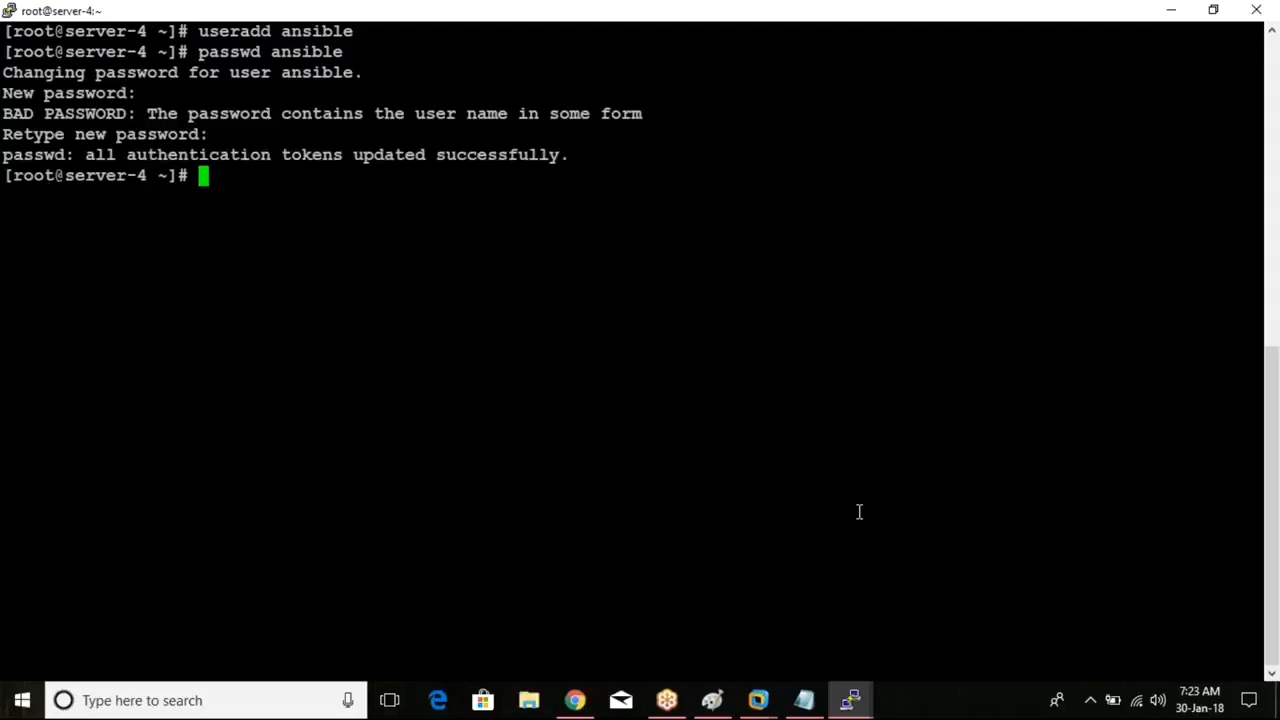 root@server-4:~
[root@server-4 ~]# useradd ansible
[root@server-4 ~]# passwd ansible
Changing password for user ansible.
New password:
BAD PASSWORD: The password contains the user name in some form
Retype new password:
passwd: all authentication tokens updated successfully.
[root@server-4 ~]#
Type here to search
7:23 AM
30-Jan-18